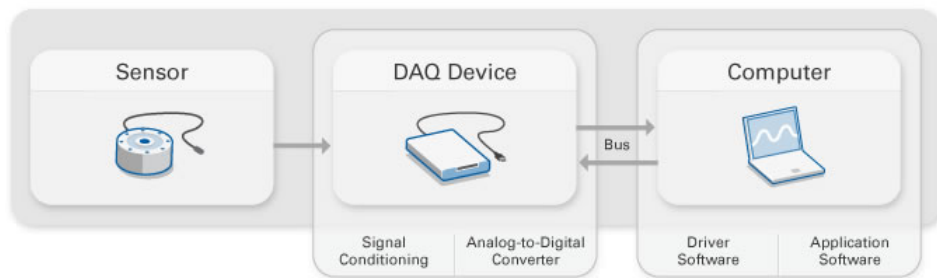 Sensor
DAQ Device
Computer
Bus
Signal
Conditioning
Analog-to-Digital
Converter
Driver
Software
Application
Software